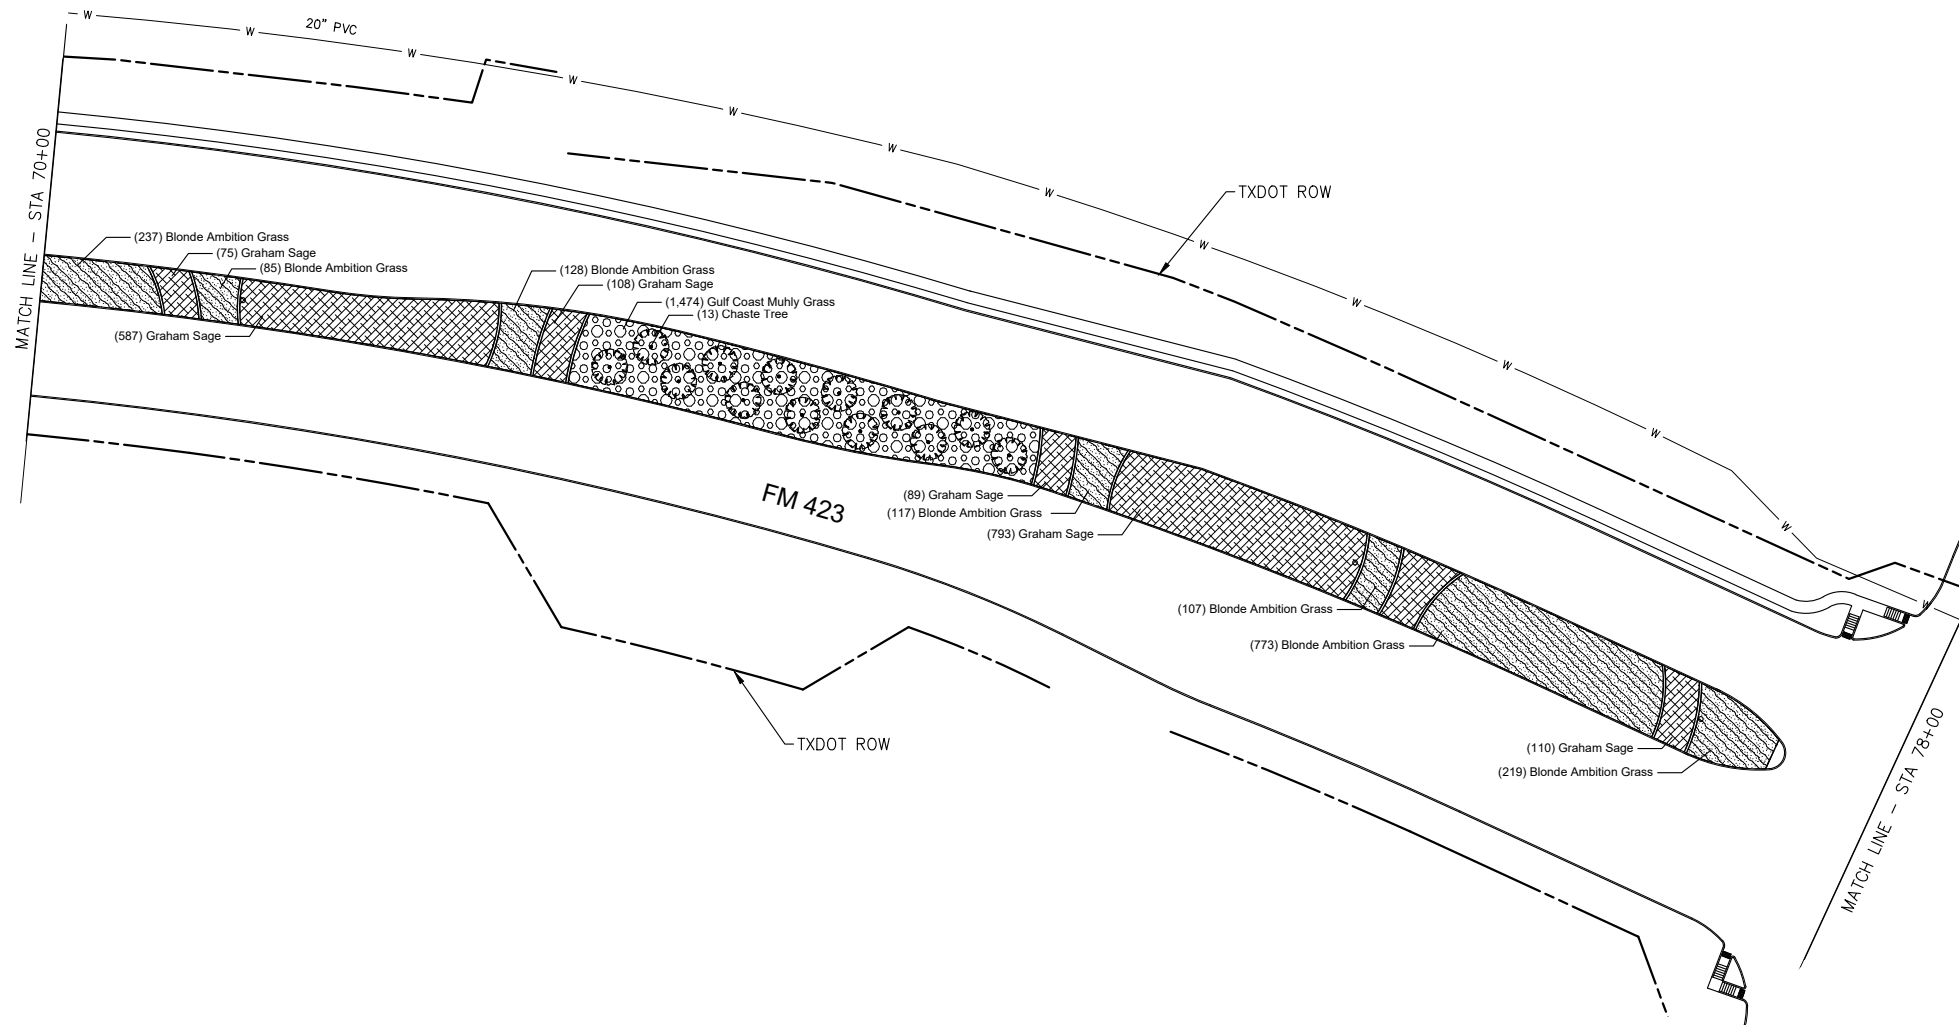 W
20" PVC
W
W
W
W
W
W
TXDOT ROW
W
W
W
W
W
W
MATCH LINE - STA 70+00
(237) Blonde Ambition Grass
(75) Graham Sage
(85) Blonde Ambition Grass
(128) Blonde Ambition Grass
(108) Graham Sage
(1,474) Gulf Coast Muhly Grass
(13) Chaste Tree
(587) Graham Sage
FM 423
(89) Graham Sage
(117) Blonde Ambition Grass
(793) Graham Sage
(107) Blonde Ambition Grass
(773) Blonde Ambition Grass
(110) Graham Sage
(219) Blonde Ambition Grass
TXDOT ROW
MATCH LINE - STA 78+00